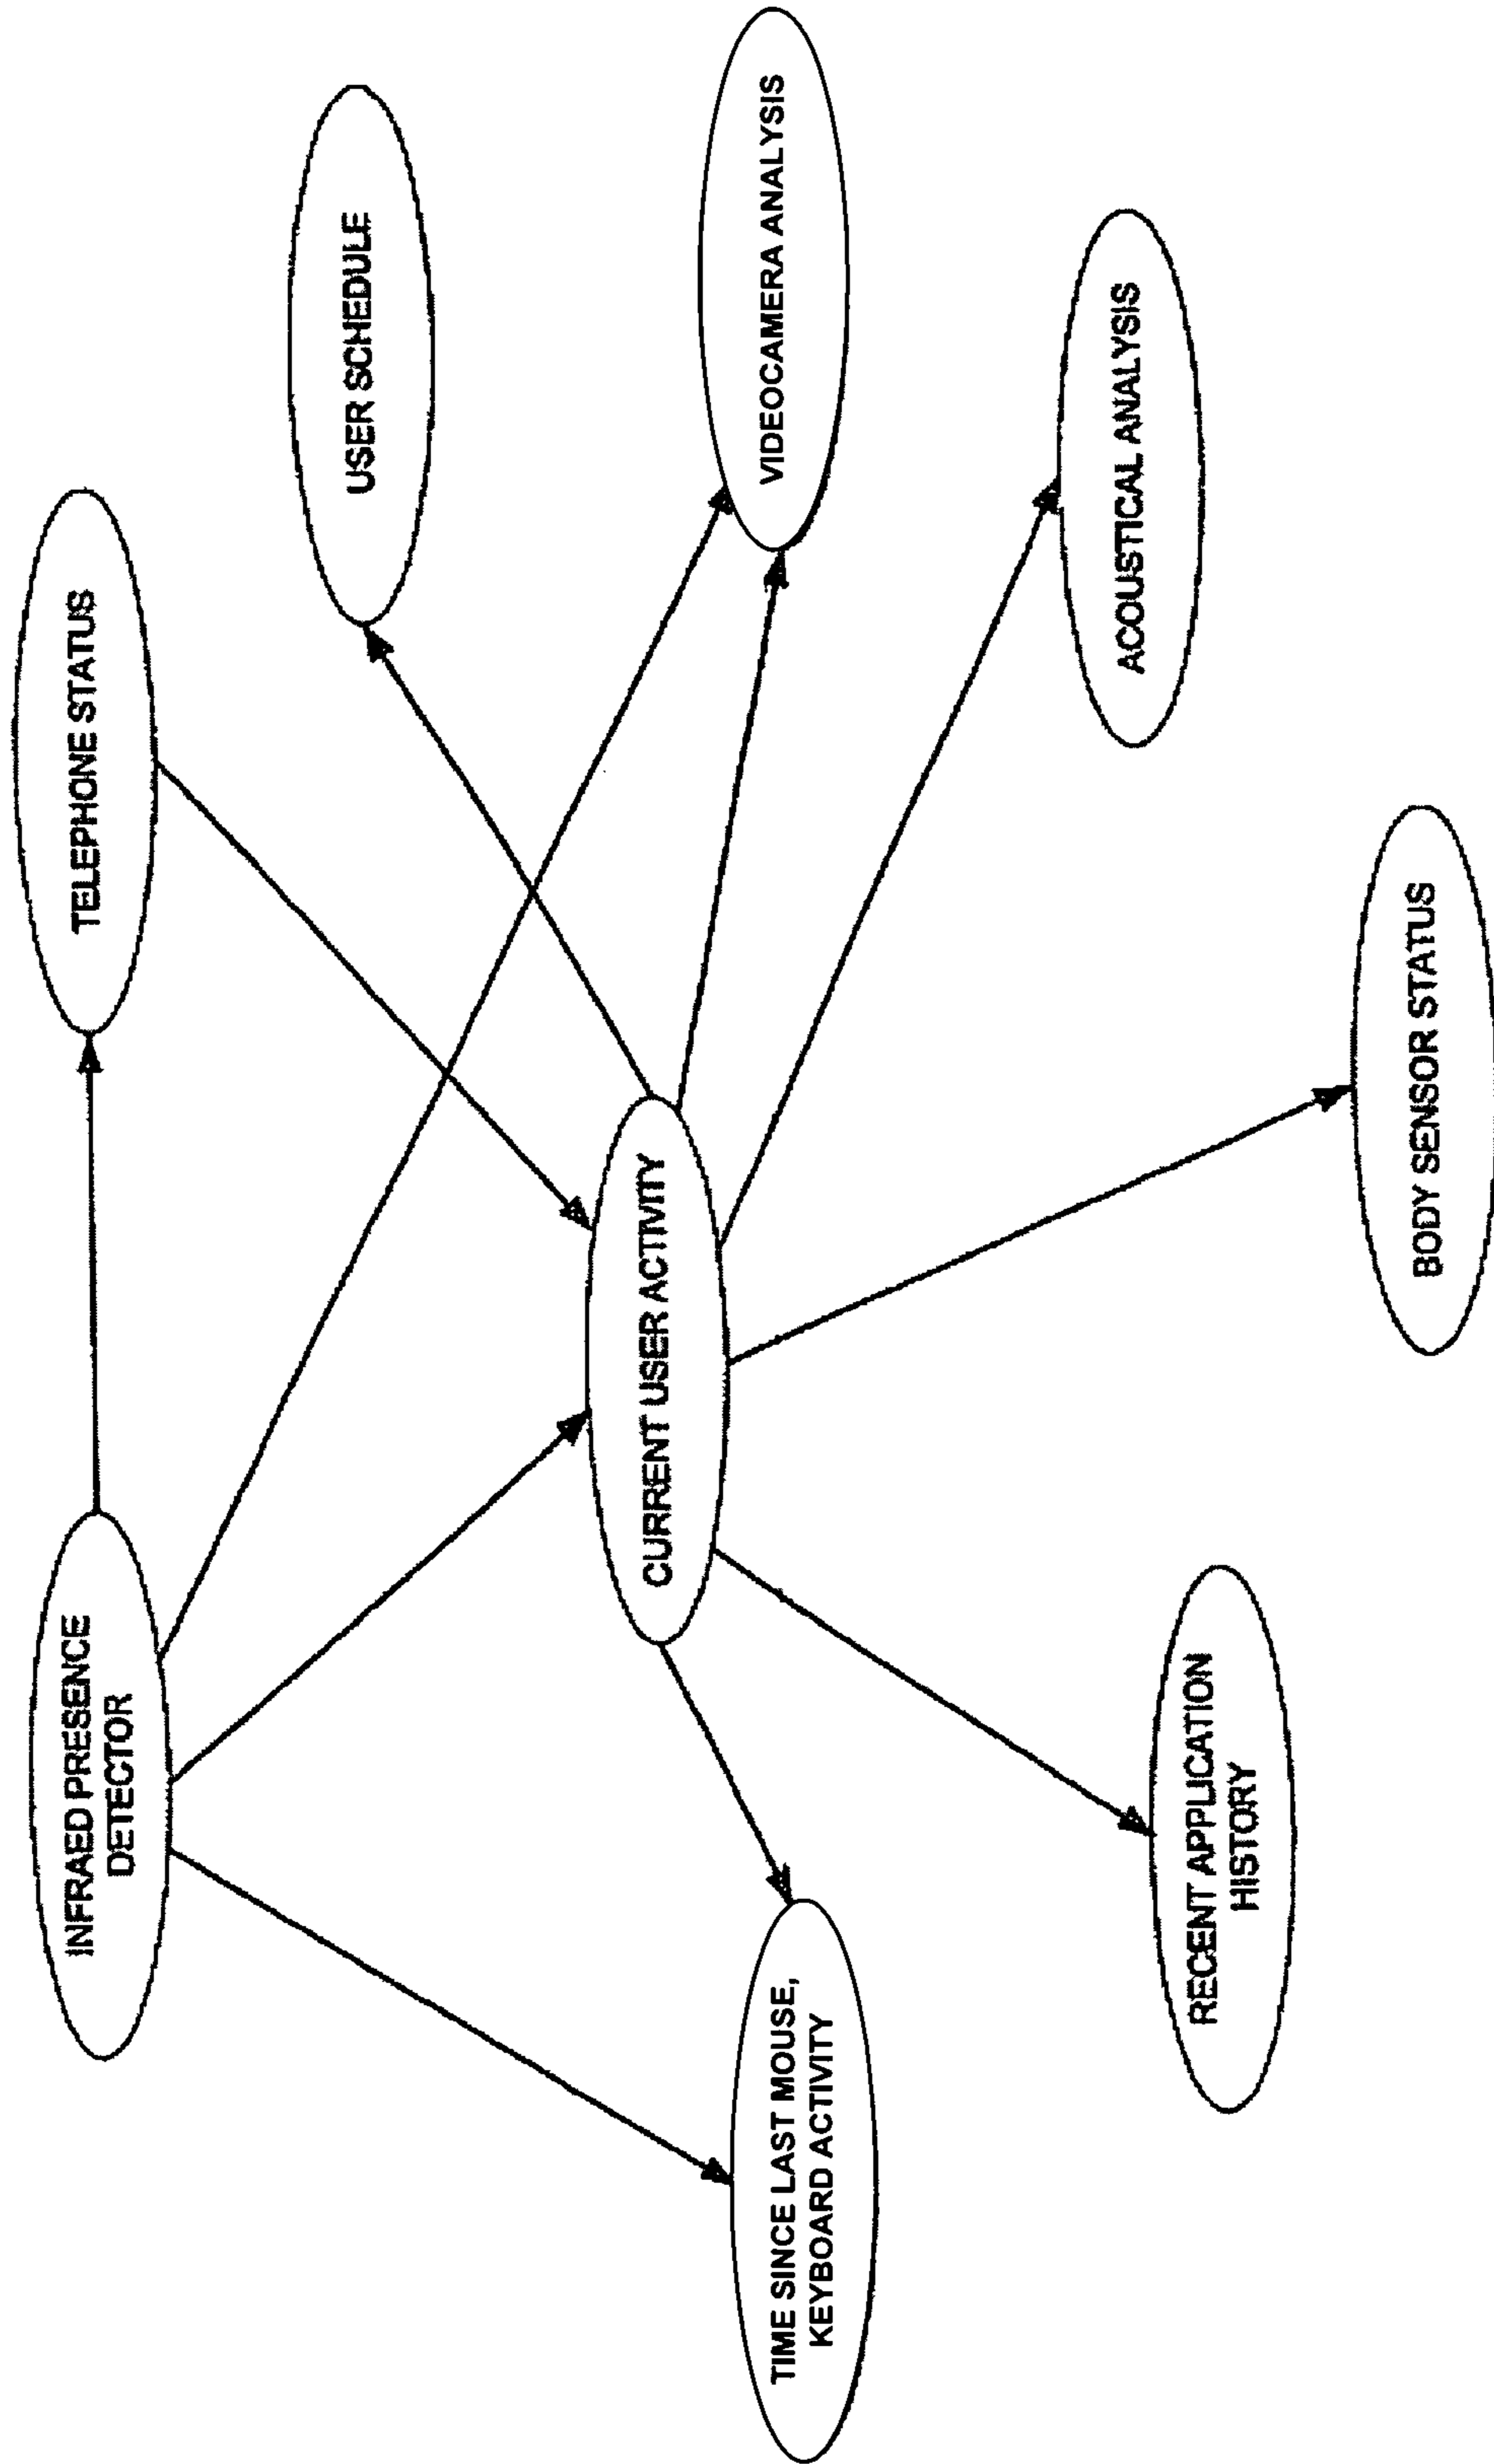 INFRAED PRESENCE
DETECTOR
TELEPHONE STATUS
USER SCHEDULE
CURRENT USER ACTIVITY
TIME SINCE LAST MOUSE,
KEYBOARD ACTIVITY
VIDEOCAMERA ANALYSIS
ACOUSTICAL ANALYSIS
RECENT APPLICATION
HISTORY
BODY SENSOR STATUS